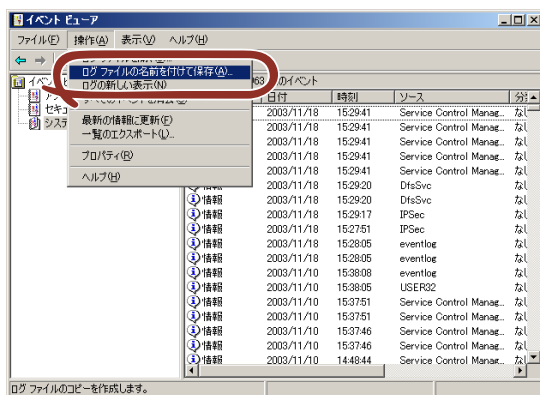 イベント ビューア
ファイル(F) 操作(A) 表示(V) ヘルプ(H)
ログ ファイルの名前を付けて保存(A)...
ログの新しい表示(N)
最新の情報に更新(F)
一覧のエクスポート(L)...
プロパティ(R)
ヘルプ(H)
のイベント
日付 時刻 ソース
2003/11/18 15:29:41 Service Control Manag...
2003/11/18 15:29:41 Service Control Manag...
2003/11/18 15:29:41 Service Control Manag...
2003/11/18 15:29:41 Service Control Manag...
2003/11/18 15:29:41 Service Control Manag...
情報 2003/11/18 15:29:20 DfsSvc
情報 2003/11/18 15:29:20 DfsSvc
情報 2003/11/18 15:29:17 IPSec
情報 2003/11/18 15:27:51 IPSec
情報 2003/11/18 15:28:05 eventlog
情報 2003/11/18 15:28:05 eventlog
情報 2003/11/10 15:38:08 eventlog
情報 2003/11/10 15:38:05 USER32
情報 2003/11/10 15:37:51 Service Control Manag...
情報 2003/11/10 15:37:51 Service Control Manag...
情報 2003/11/10 15:37:46 Service Control Manag...
情報 2003/11/10 15:37:46 Service Control Manag...
情報 2003/11/10 14:48:44 Service Control Manag...
ログ ファイルのコピーを作成します。